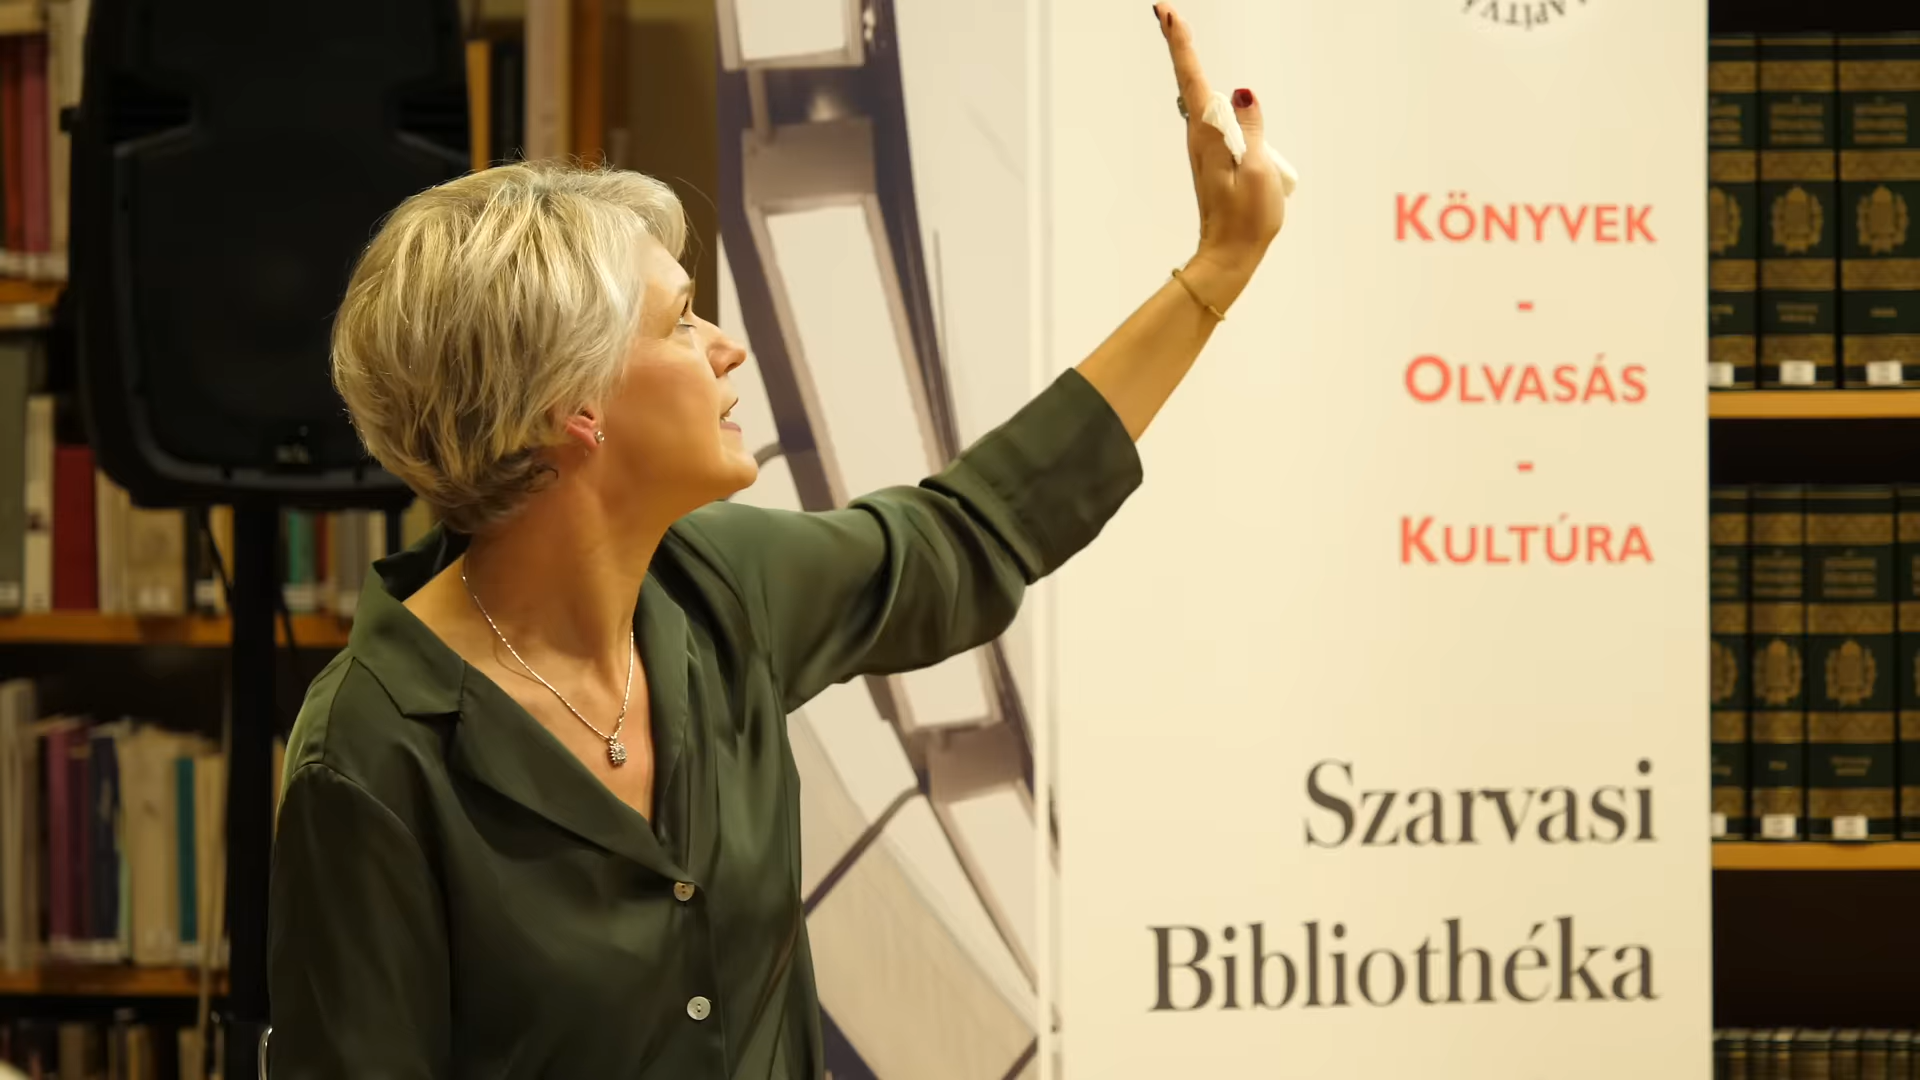 KÖNYVEK
-
OLVASÁS
-
KULTÚRA
Szarvasi
Bibliothéka